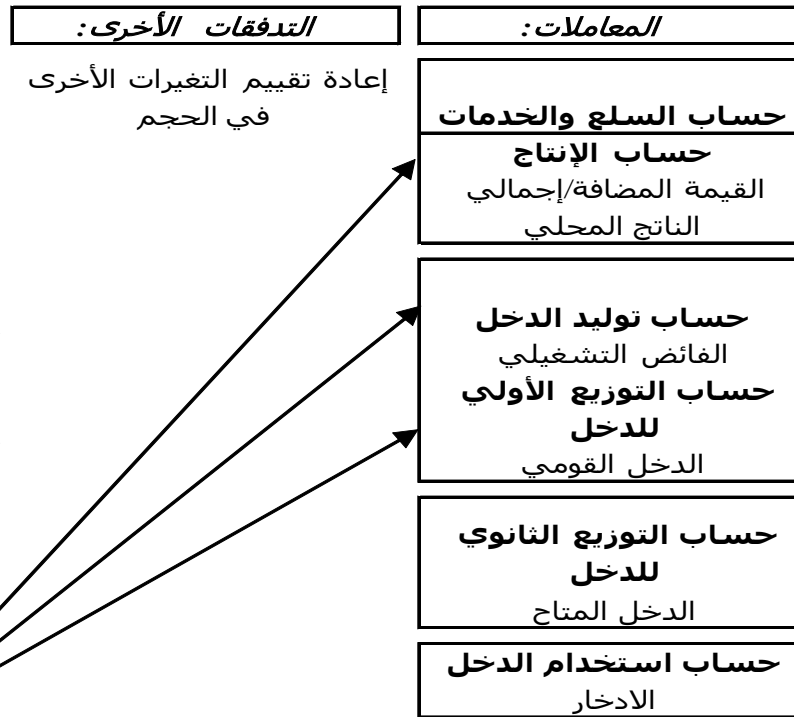 المعاملات:
التدفقات الأخرى:
حساب السلع والخدمات
حساب الإنتاج
القيمة المضافة/إجمالي
الناتج المحلي
حساب توليد الدخل
الفائض التشغيلي
حساب التوزيع الأولي
للدخل
الدخل القومي
حساب التوزيع الثانوي
للدخل
الدخل المتاح
حساب استخدام الدخل
الادخار
إعادة تقييم التغيرات الأخرى
في الحجم